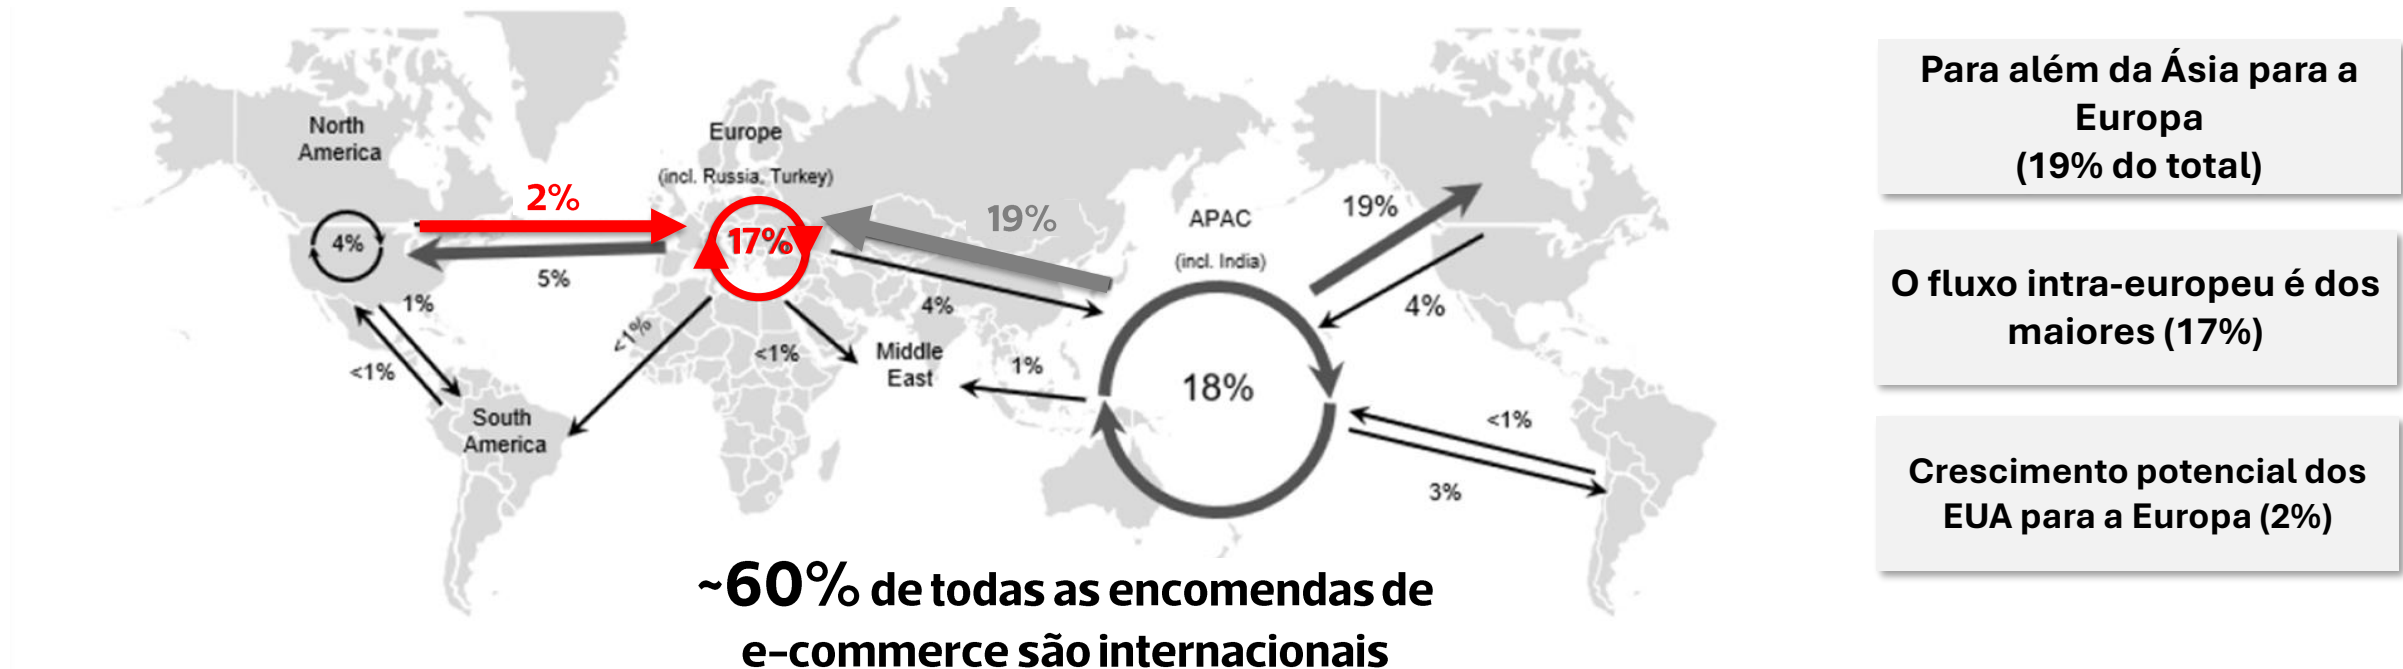 North
America
4%
2%
5%
1%
<1%
South
America
Europe
(incl. Russia, Turkey)
17%
19%
4%
<1%
<1%
Middle
East
1%
APAC
(incl. India)
18%
19%
4%
<1%
3%
~60% de todas as encomendas de
e-commerce são internacionais
Para além da Ásia para a
Europa
(19% do total)
O fluxo intra-europeu é dos
maiores (17%)
Crescimento potencial dos
EUA para a Europa (2%)